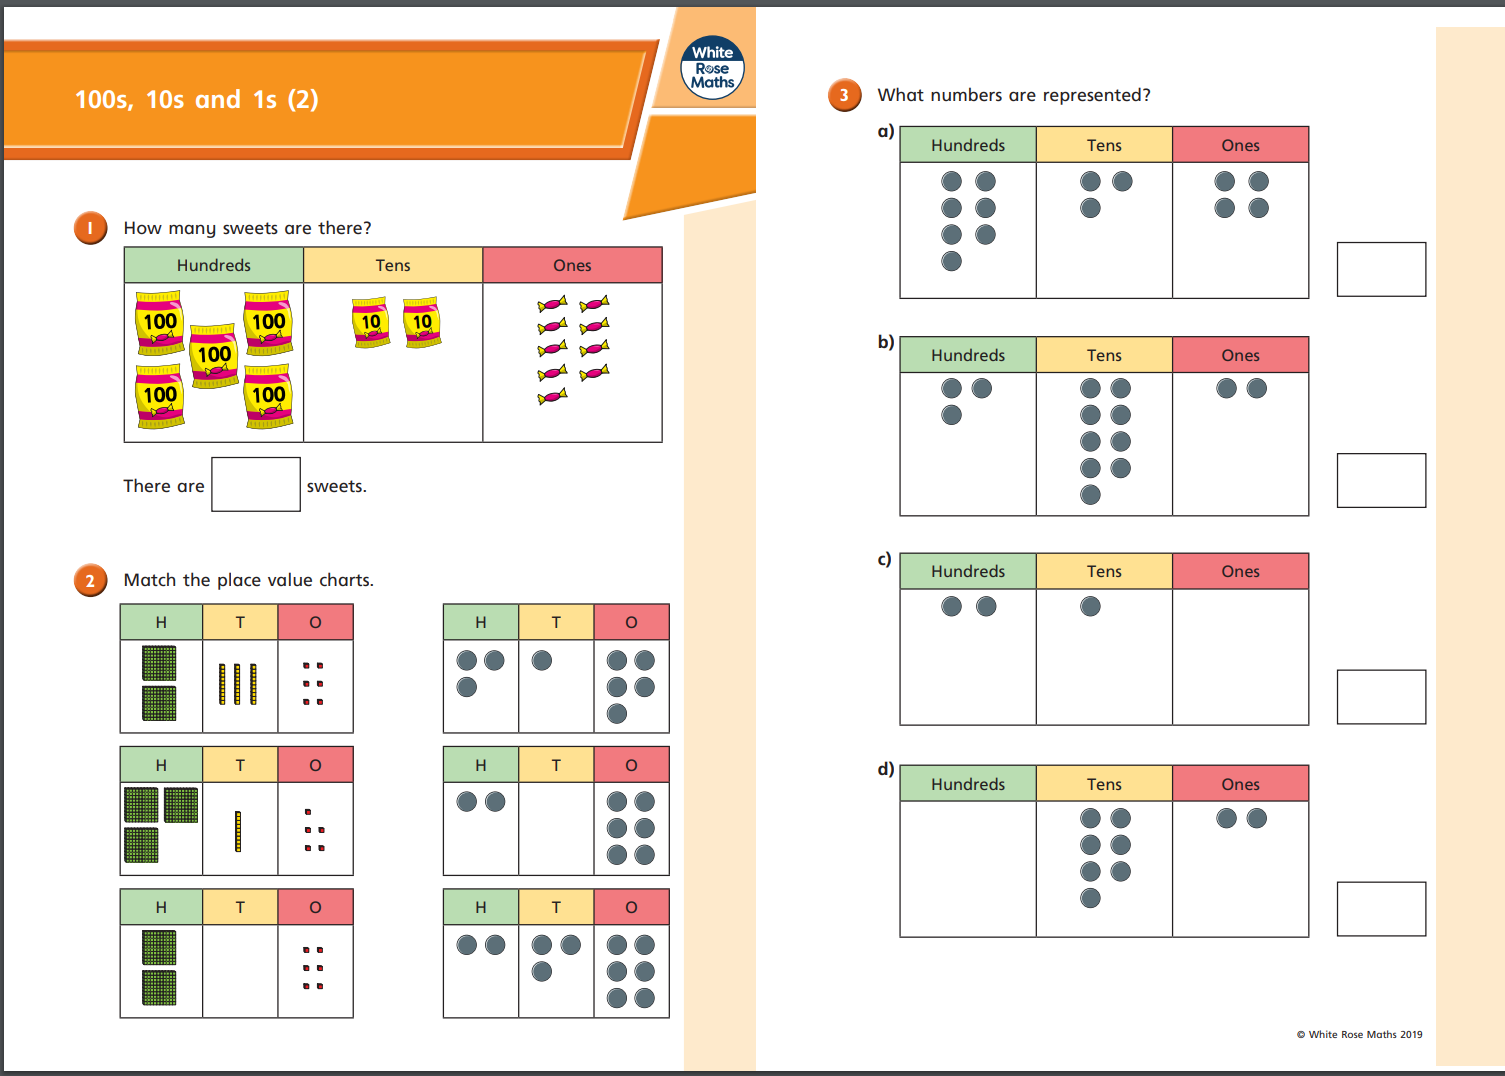 100s, 10s and 1s (2)
White
Rose
Maths
1 How many sweets are there?
Hundreds Tens Ones
100 100 10 10
100
100 100
There are sweets.
2 Match the place value charts.
H T O H T O
H T O H T O
H T O H T O
3 What numbers are represented?
a) Hundreds Tens Ones
b) Hundreds Tens Ones
c) Hundreds Tens Ones
d) Hundreds Tens Ones
© White Rose Maths 2019